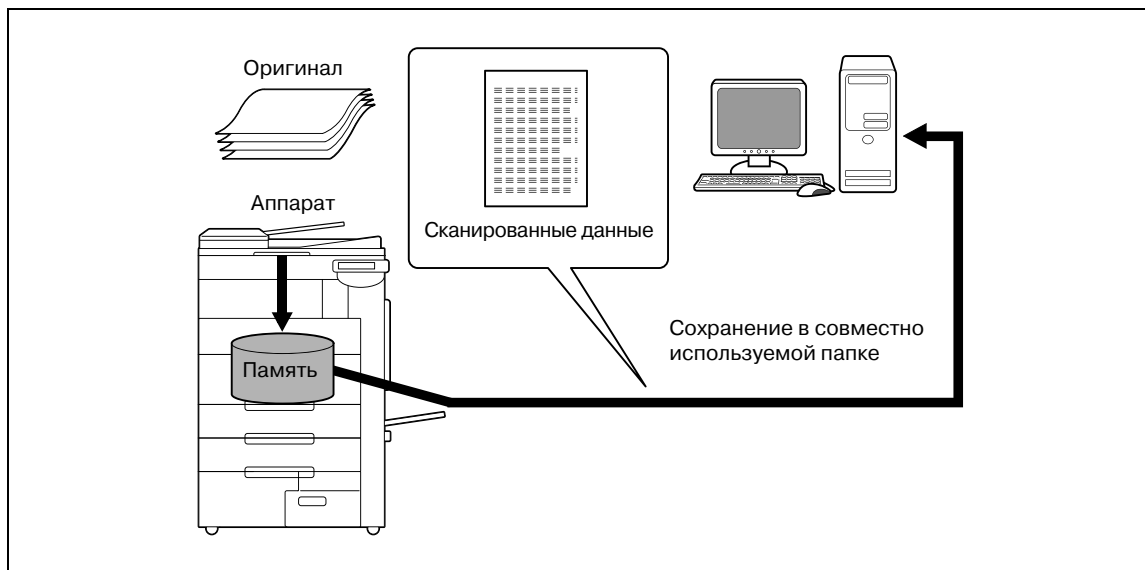 Оригинал
Аппарат
Память
Сканированные данные
Сохранение в совместно
используемой папке